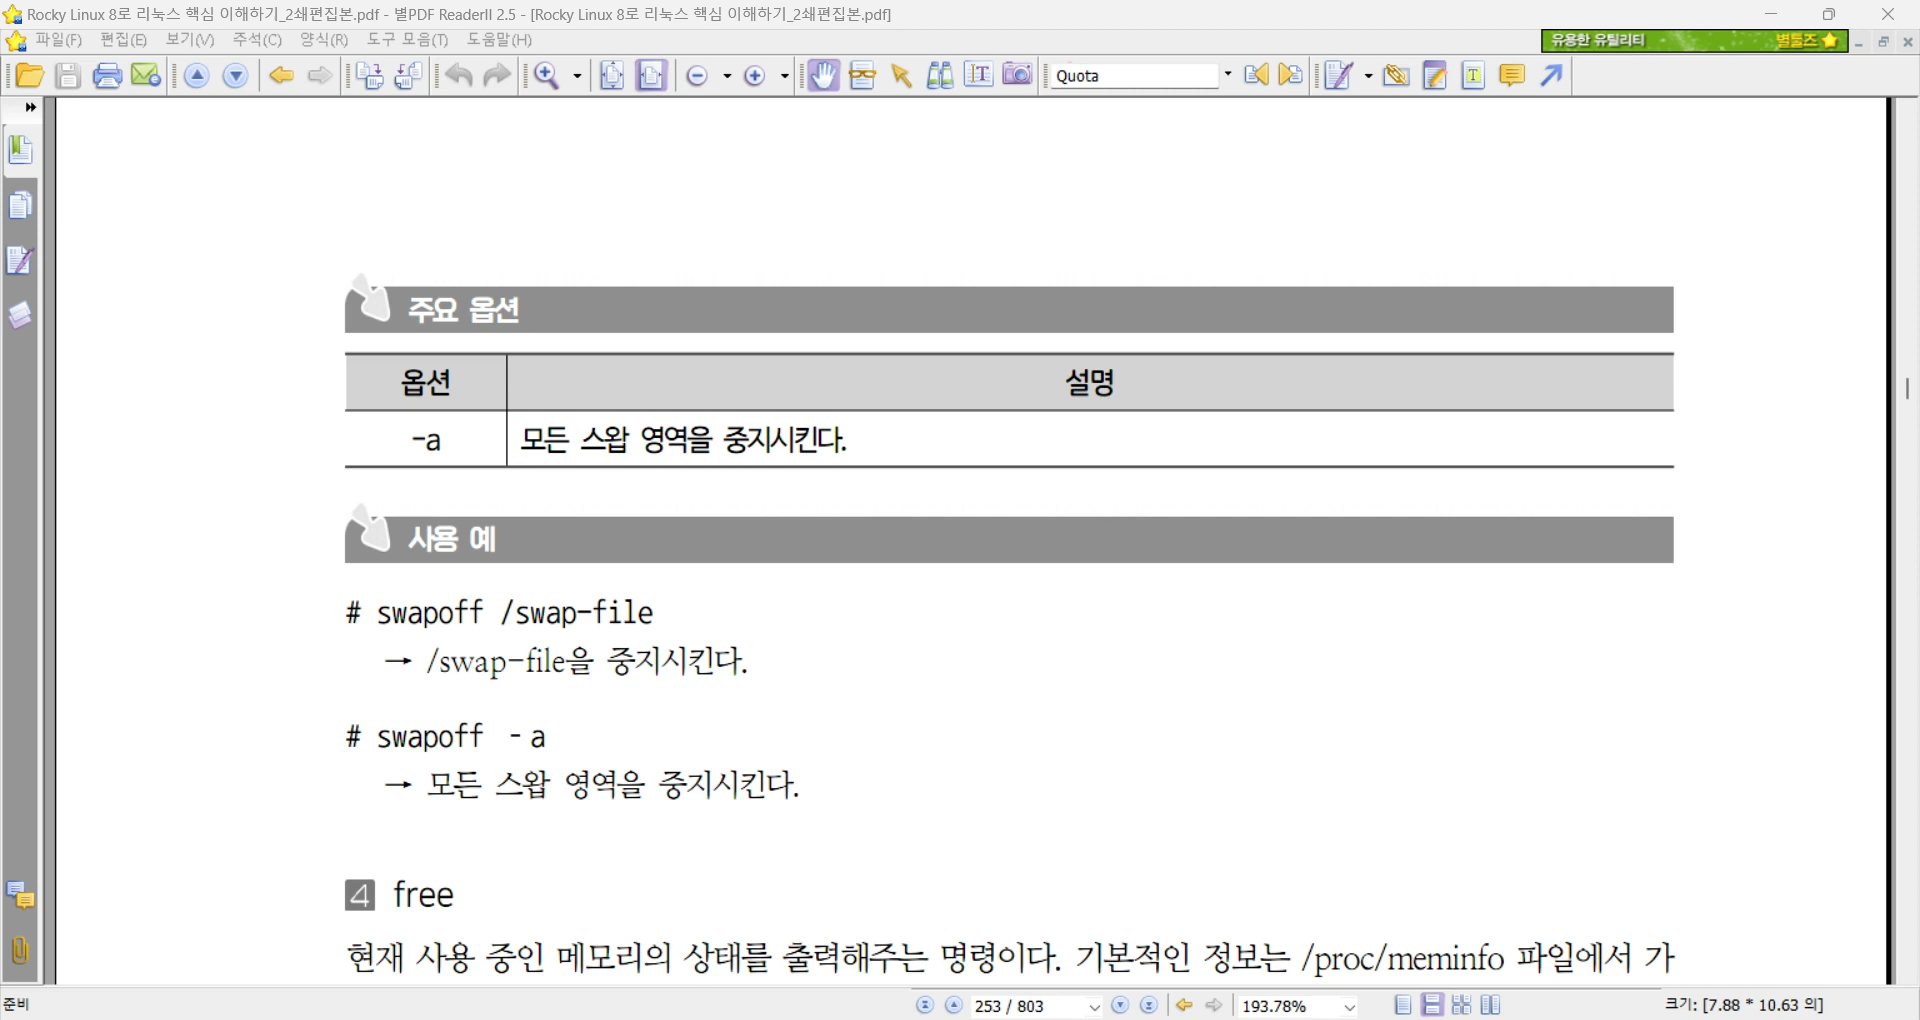 Rocky Linux 8로 리눅스 핵심 이해하기_2쇄편집본.pdf - 별PDF ReaderII 2.5 - [Rocky Linux 8로 리눅스 핵심 이해하기_2쇄편집본.pdf]
파일(F) 편집(E) 보기(V) 주석(C) 양식(R) 도구 모음(T) 도움말(H)
유용한 유틸리티 별툴즈
Quota
주요 옵션
옵션 설명
-a 모든 스왑 영역을 중지시킨다.
사용 예
# swapoff /swap-file
→ /swap-file을 중지시킨다.
# swapoff -a
→ 모든 스왑 영역을 중지시킨다.
4 free
현재 사용 중인 메모리의 상태를 출력해주는 명령이다. 기본적인 정보는 /proc/meminfo 파일에서 가
준비 253 / 803 193.78% 크기: [7.88 * 10.63 의]